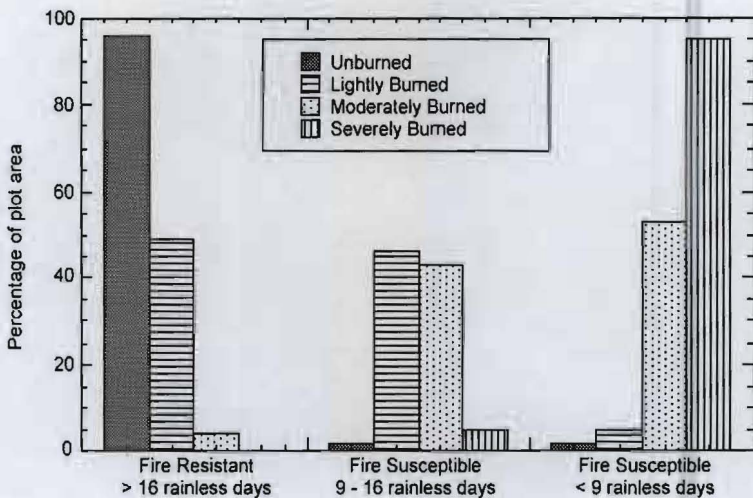 100
80
60
40
20
0
Percentage of plot area
Unburned
Lightly Burned
Moderately Burned
Severely Burned
Fire Resistant
> 16 rainless days
Fire Susceptible
9 - 16 rainless days
Fire Susceptible
< 9 rainless days